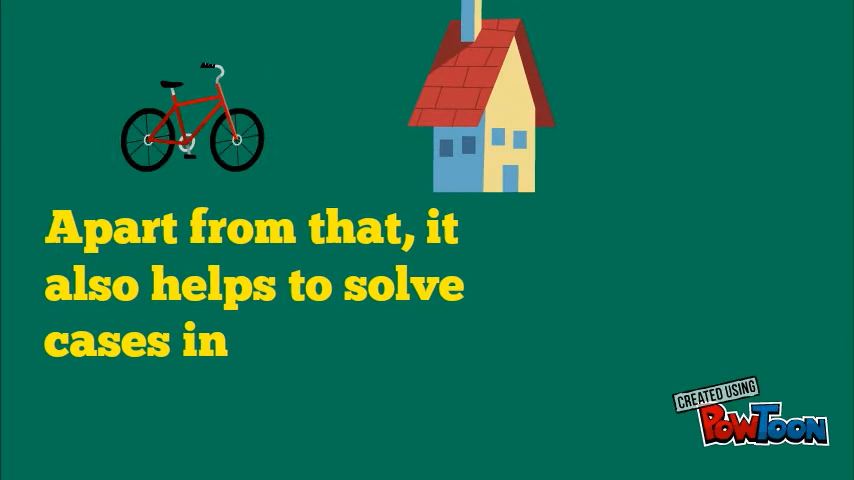 Apart from that, it
also helps to solve
cases in
CREATED USING
POWTOON